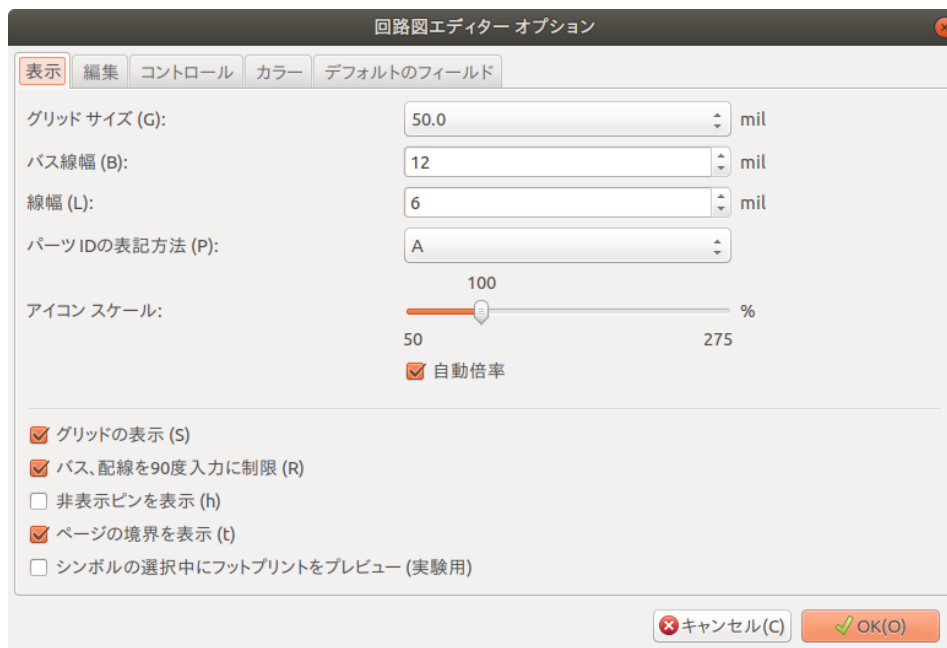 回路図エディター オプション
表示 編集 コントロール カラー デフォルトのフィールド
グリッド サイズ (G): 50.0 mil
バス線幅 (B): 12 mil
線幅 (L): 6 mil
パーツ IDの表記方法 (P): A
100
アイコン スケール: %
50 275
自動倍率
グリッドの表示 (S)
バス、配線を90度入力に制限 (R)
非表示ピンを表示 (h)
ページの境界を表示 (t)
シンボルの選択中にフットプリントをプレビュー (実験用)
キャンセル(C) OK(O)